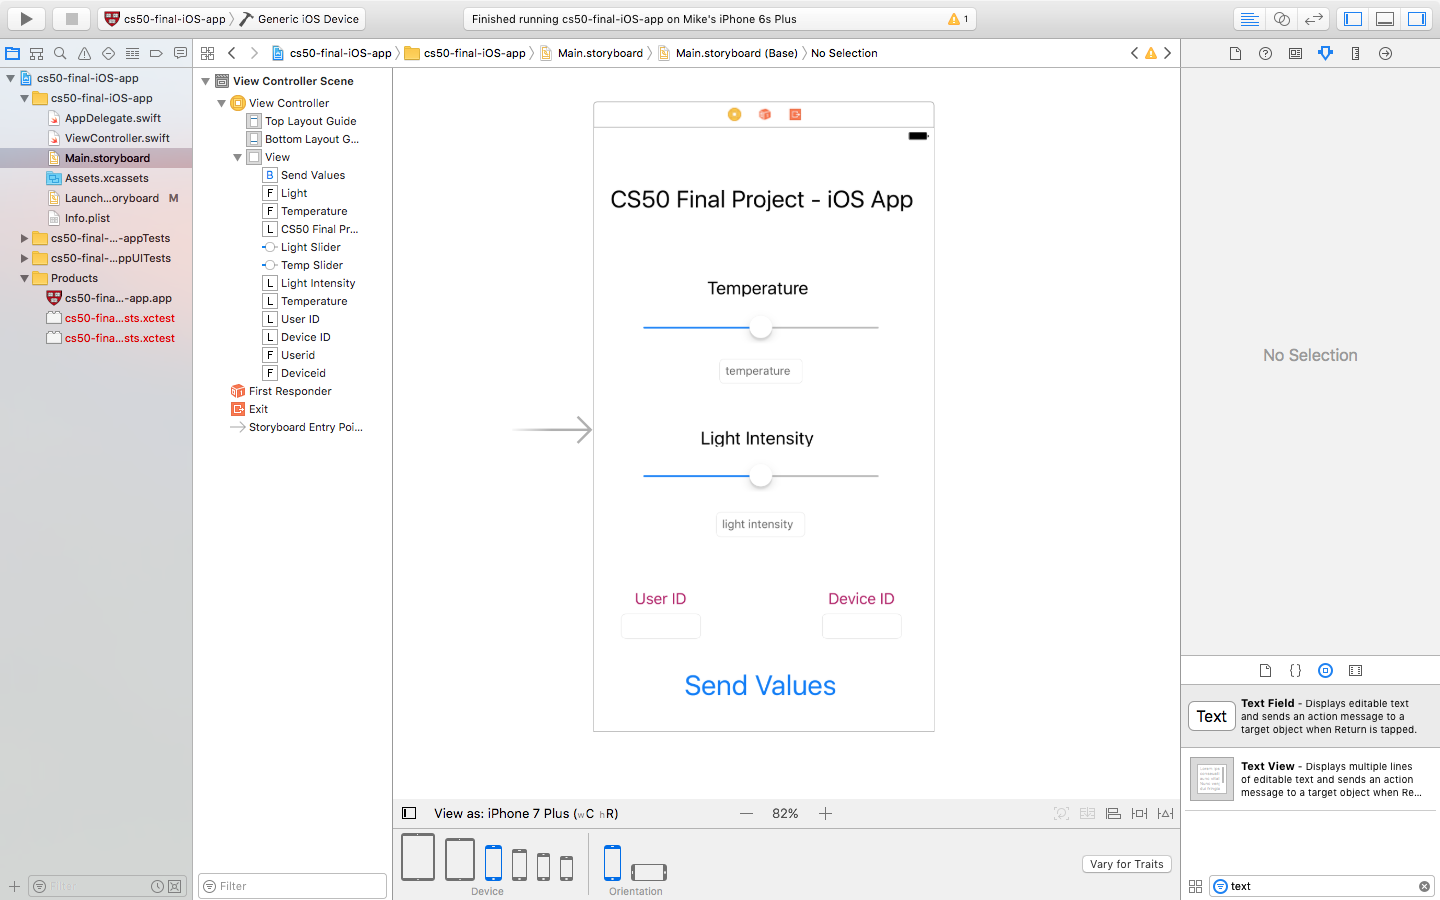 cs50-final-iOS-app
Generic iOS Device
Finished running cs50-final-iOS-app on Mike's iPhone 6s Plus
1
cs50-final-iOS-app
cs50-final-iOS-app
Main.storyboard
Main.storyboard (Base)
No Selection
cs50-final-iOS-app
cs50-final-iOS-app
AppDelegate.swift
ViewController.swift
Main.storyboard
Assets.xcassets
Launch...oryboard M
Info.plist
cs50-final-...-appTests
cs50-final-...ppUITests
Products
cs50-fina...-app.app
cs50-fina...sts.xctest
cs50-fina...sts.xctest
Filter
View Controller Scene
View Controller
Top Layout Guide
Bottom Layout G...
View
B Send Values
F Light
F Temperature
L CS50 Final Pr...
Light Slider
Temp Slider
L Light Intensity
L Temperature
L User ID
L Device ID
F Userid
F Deviceid
First Responder
Exit
Storyboard Entry Poi...
Filter
CS50 Final Project - iOS App
Temperature
temperature
Light Intensity
light intensity
User ID
Device ID
Send Values
View as: iPhone 7 Plus (wC hR)
82%
Device
Orientation
Vary for Traits
No Selection
Text
Text Field - Displays editable text
and sends an action message to a
target object when Return is tapped.
Text View - Displays multiple lines
of editable text and sends an action
message to a target object when Re...
text